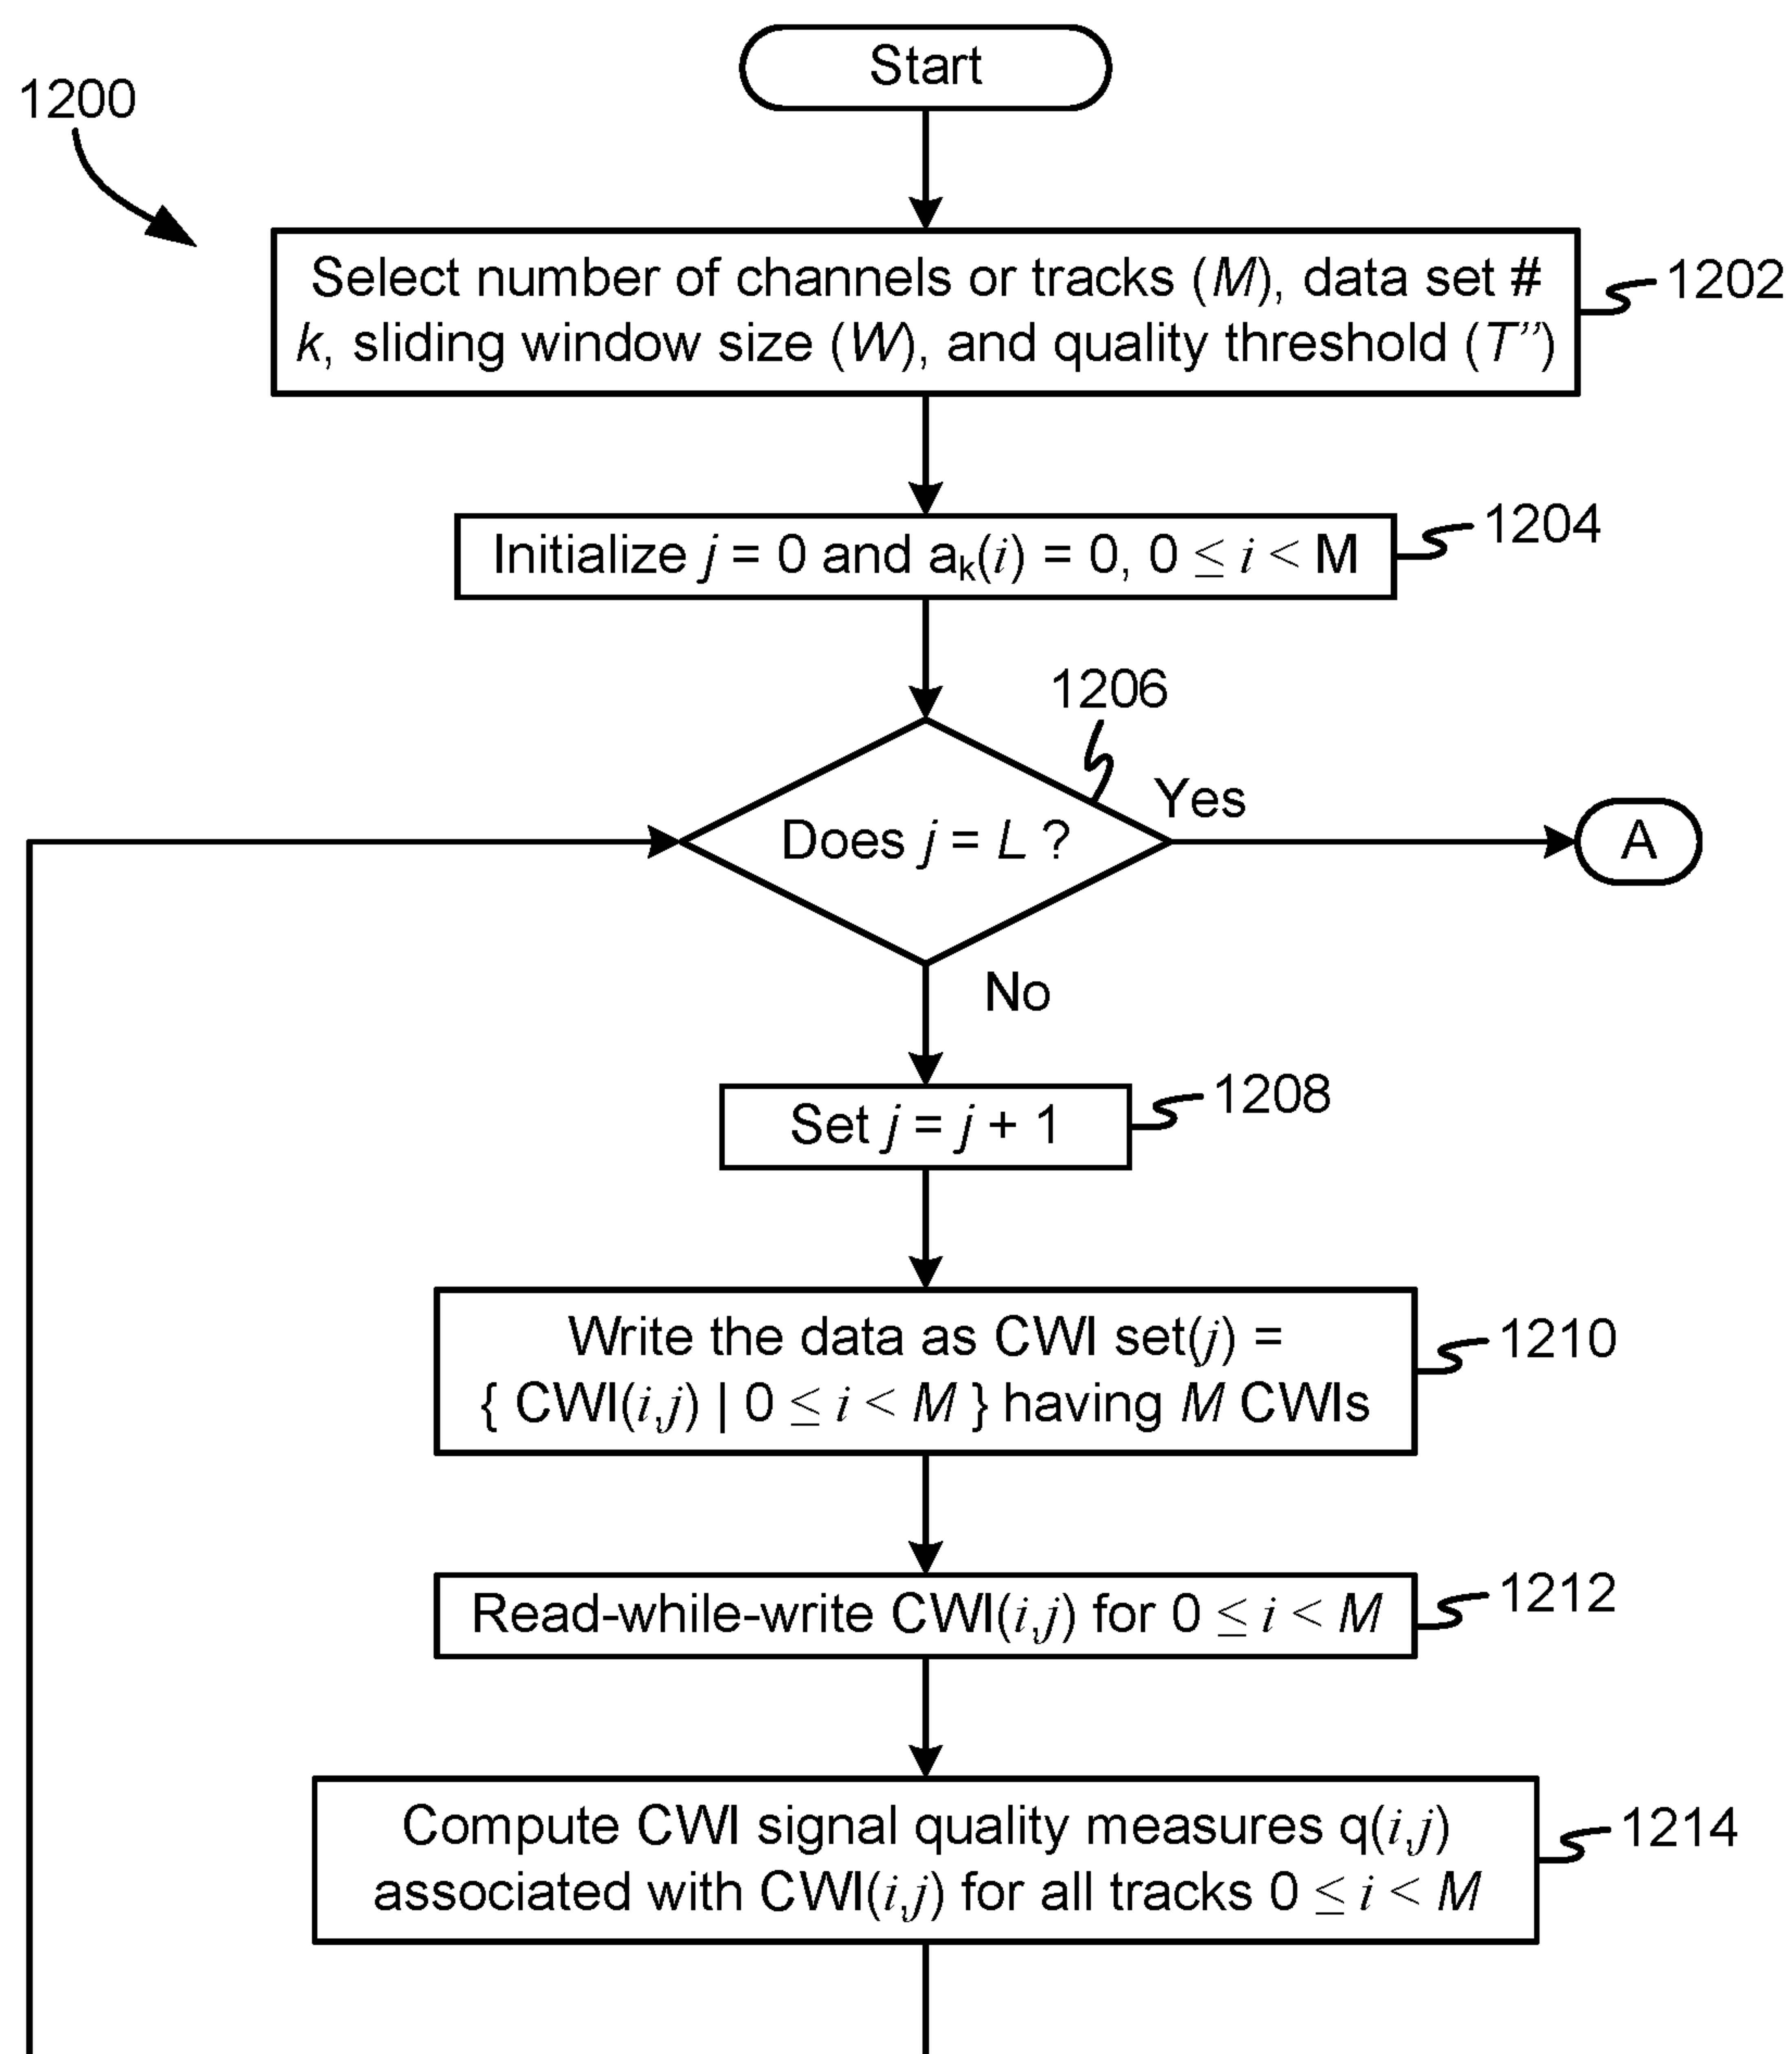 Start
1200
Select number of channels or tracks (M), data set #
k, sliding window size (W), and quality threshold (T’’)
1202
Initialize j = 0 and aₖ(i) = 0, 0 ≤ i < M
1204
1206
Does j = L ?
Yes
A
No
Set j = j + 1
1208
Write the data as CWI set(j) =
{ CWI(i,j) | 0 ≤ i < M } having M CWIs
1210
Read-while-write CWI(i,j) for 0 ≤ i < M
1212
Compute CWI signal quality measures q(i,j)
associated with CWI(i,j) for all tracks 0 ≤ i < M
1214